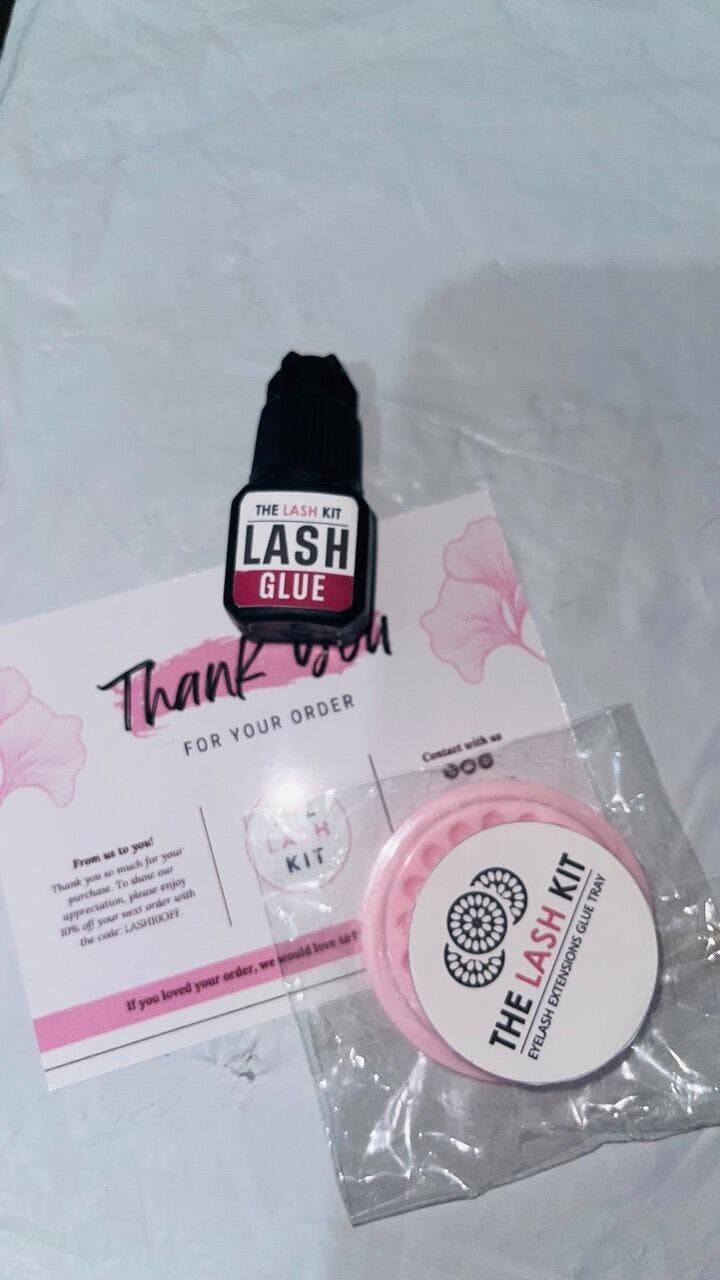 THE LASH KIT
LASH
GLUE
Thank you
FOR YOUR ORDER
From us to you!
Thank you so much for your
purchase. To show our
appreciation, please enjoy
10% off your next order with
the code: LASH10OFF.
LASH
KIT
Contact with us
If you loved your order, we would love to
THE LASH KIT
EYELASH EXTENSIONS GLUE TRAY